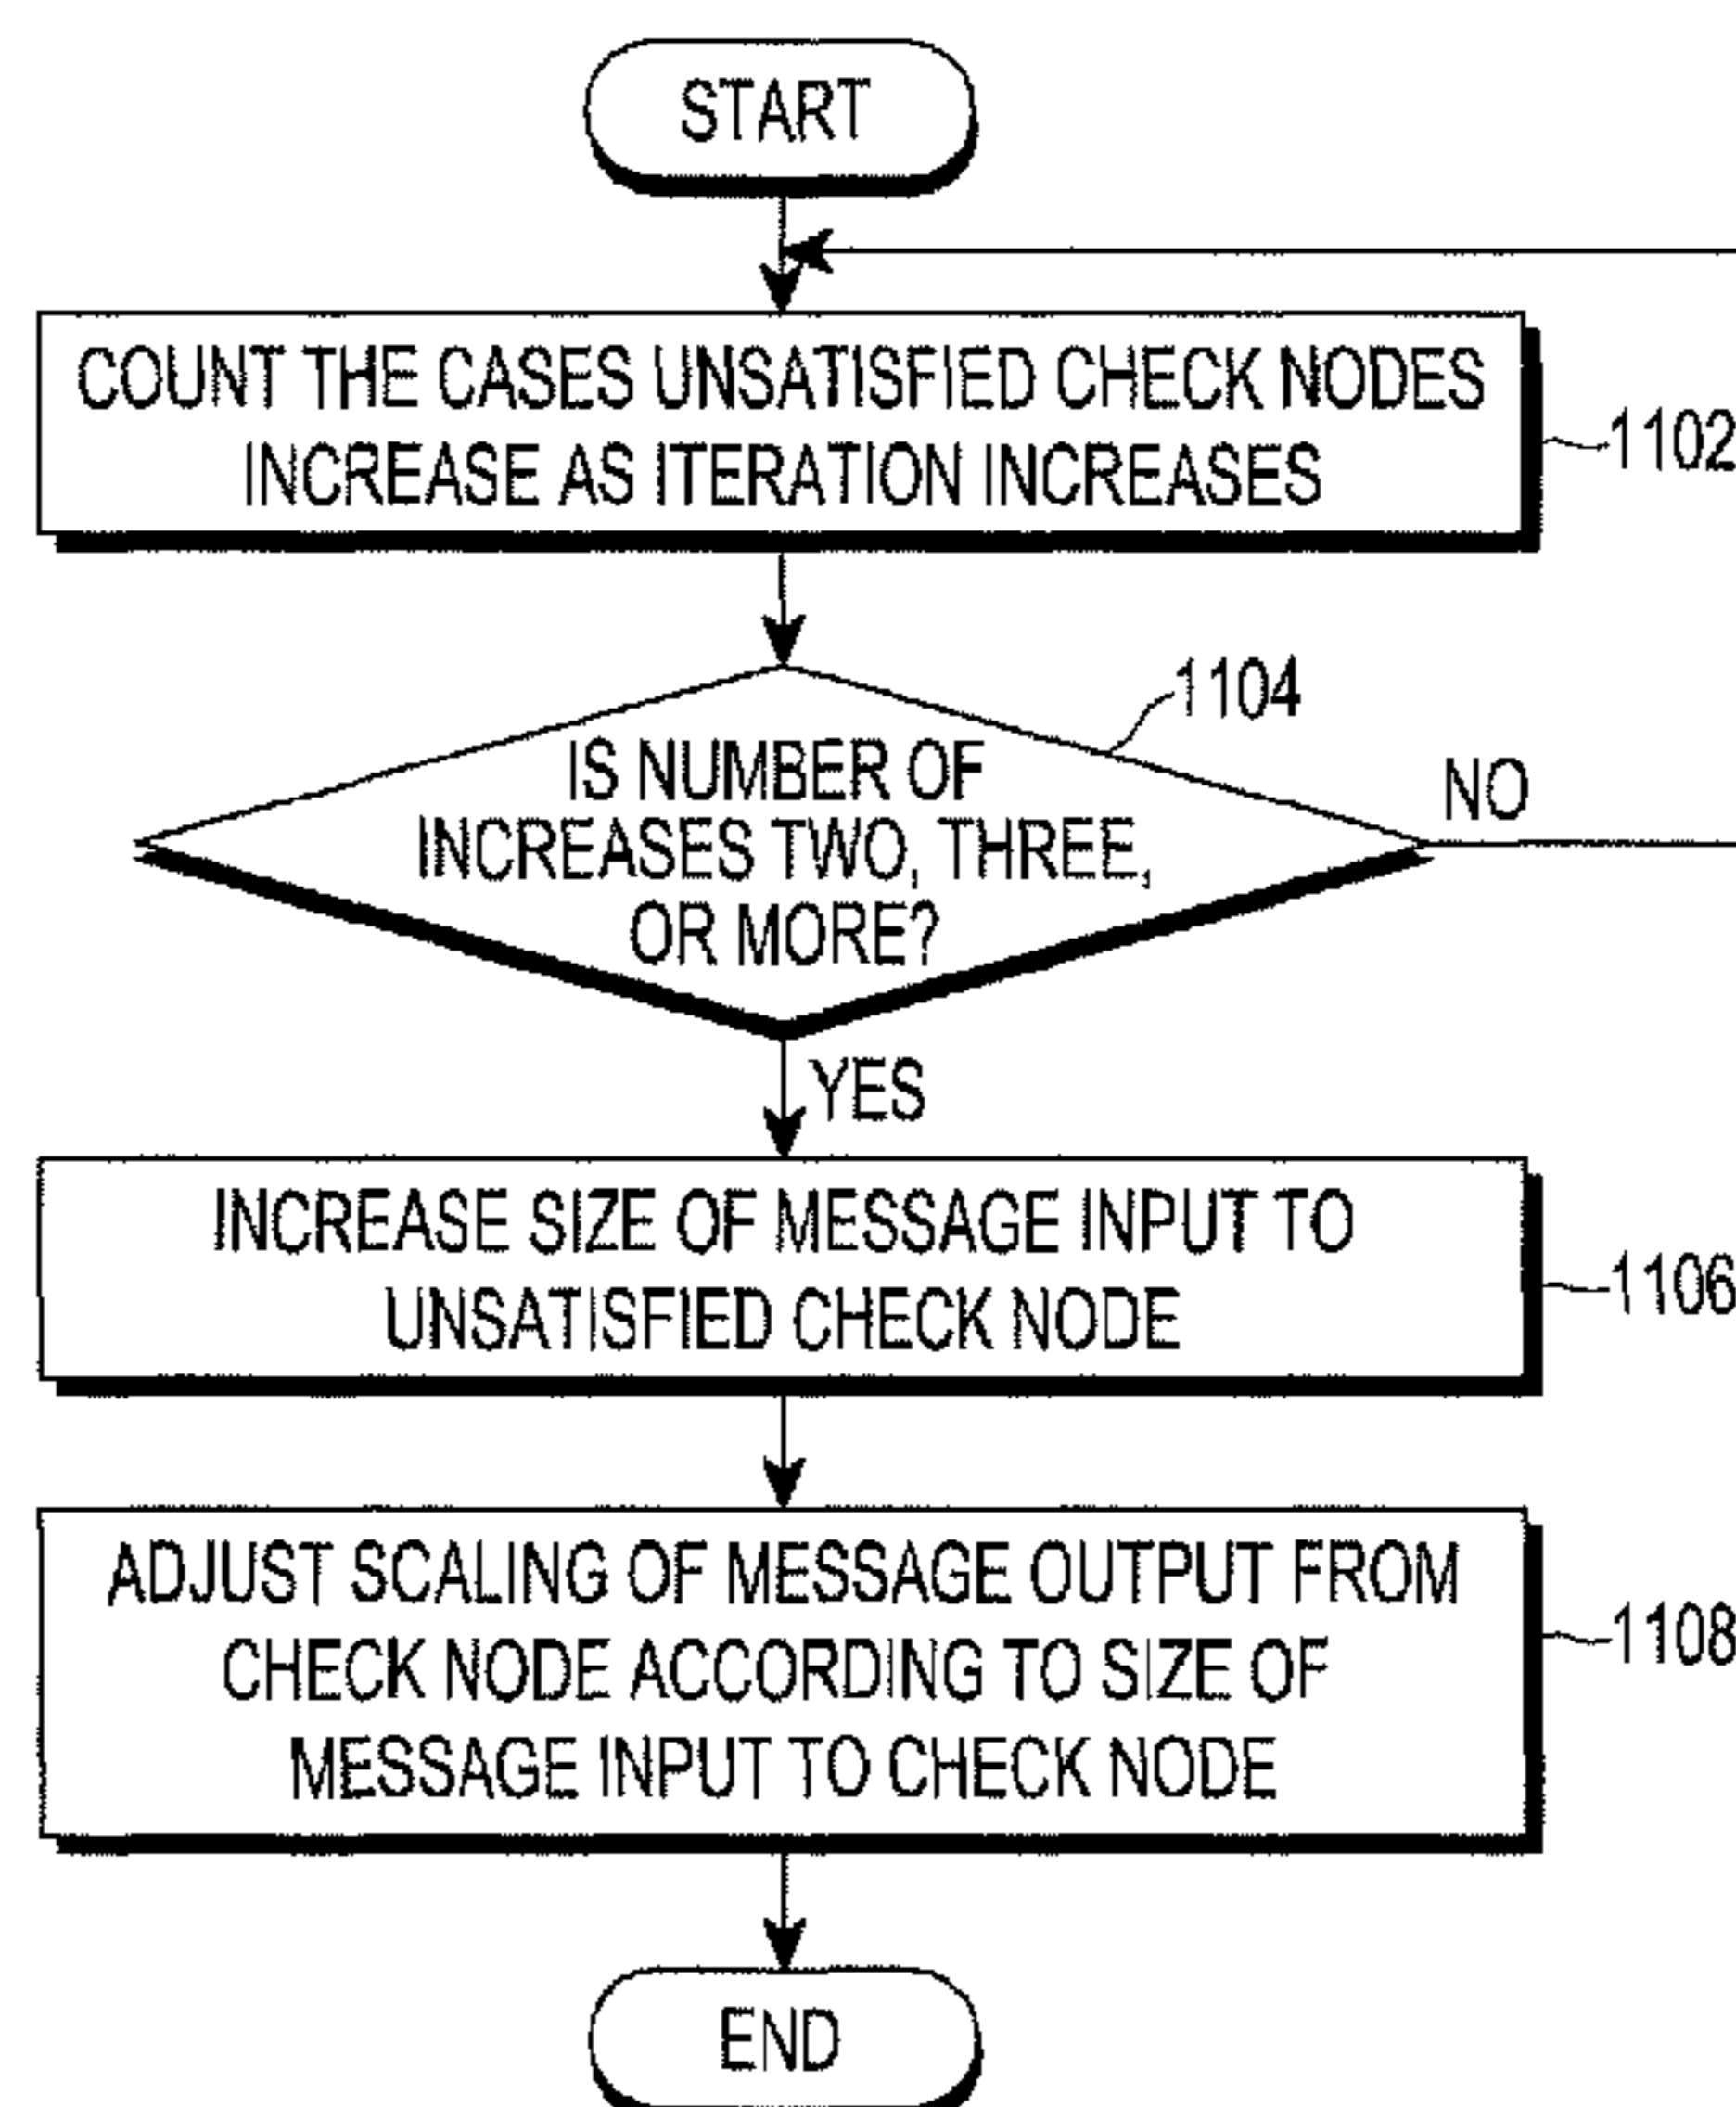 START
COUNT THE CASES UNSATISFIED CHECK NODES
INCREASE AS ITERATION INCREASES
1102
1104
IS NUMBER OF
INCREASES TWO, THREE,
OR MORE?
NO
YES
INCREASE SIZE OF MESSAGE INPUT TO
UNSATISFIED CHECK NODE
1106
ADJUST SCALING OF MESSAGE OUTPUT FROM
CHECK NODE ACCORDING TO SIZE OF
MESSAGE INPUT TO CHECK NODE
1108
END